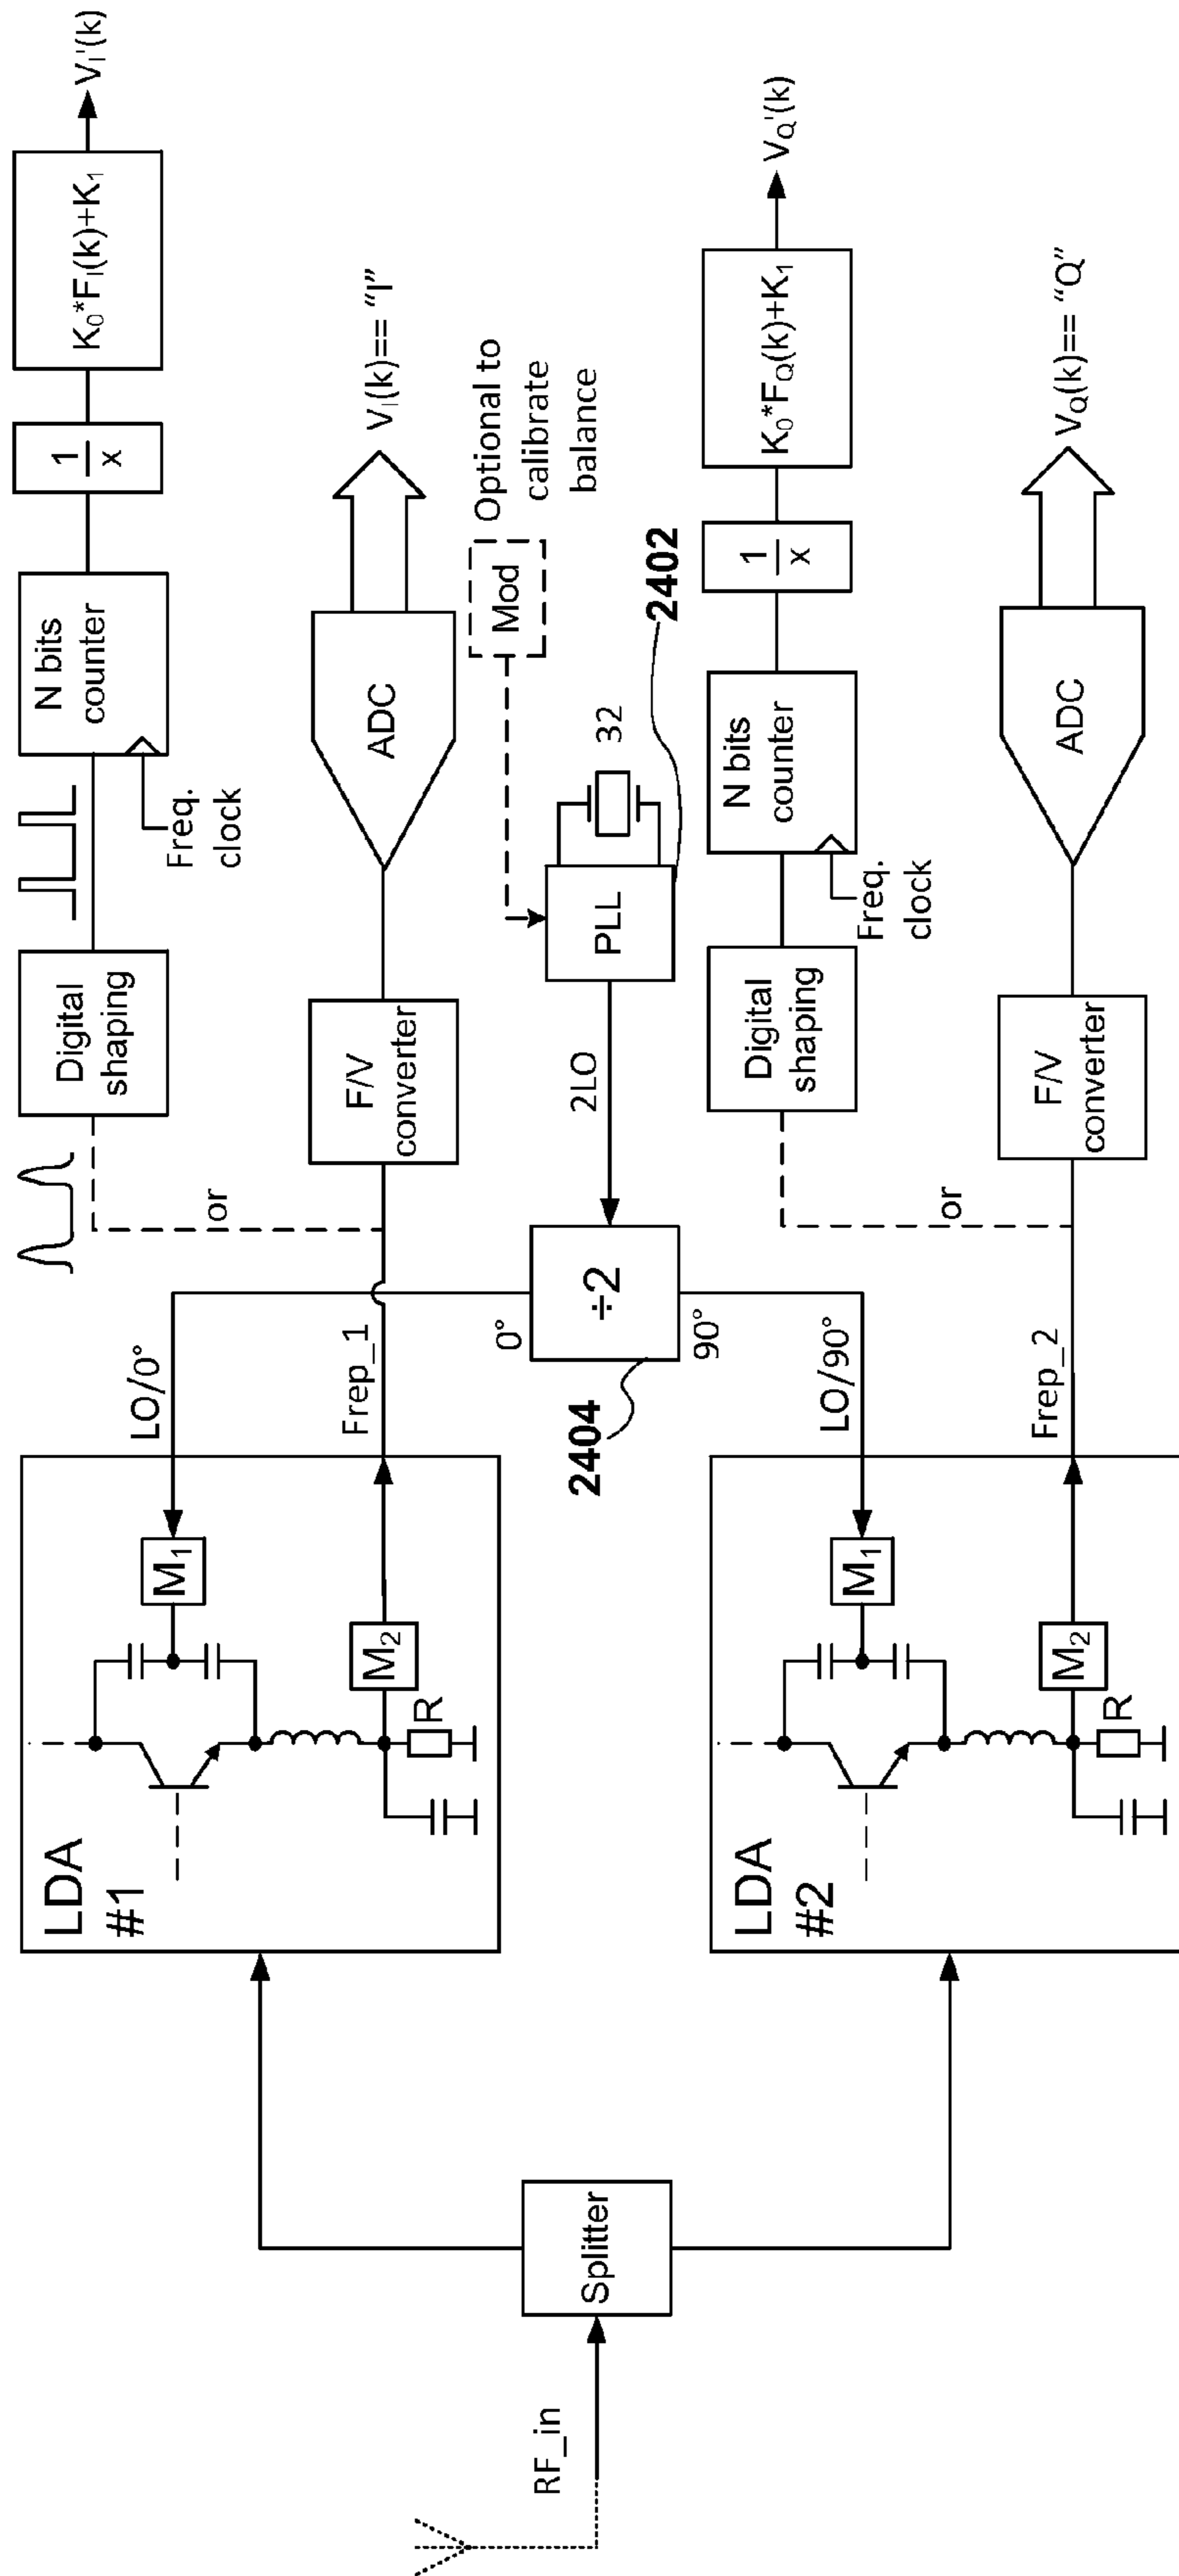 RF_in
Splitter
LDA
#1
M₁
M₂
R
LO/0°
Frep_1
or
Digital
shaping
N bits
counter
Freq.
clock
1
x
K₀*F_I(k)+K₁
V_I'(k)
F/V
converter
ADC
V_I(k)== "I"
Optional to
calibrate
balance
Mod
32
PLL
2402
2LO
÷2
0°
90°
2404
LDA
#2
M₁
M₂
R
LO/90°
Frep_2
or
Digital
shaping
N bits
counter
Freq.
clock
1
x
K₀*F_Q(k)+K₁
V_Q'(k)
F/V
converter
ADC
V_Q(k)== "Q"